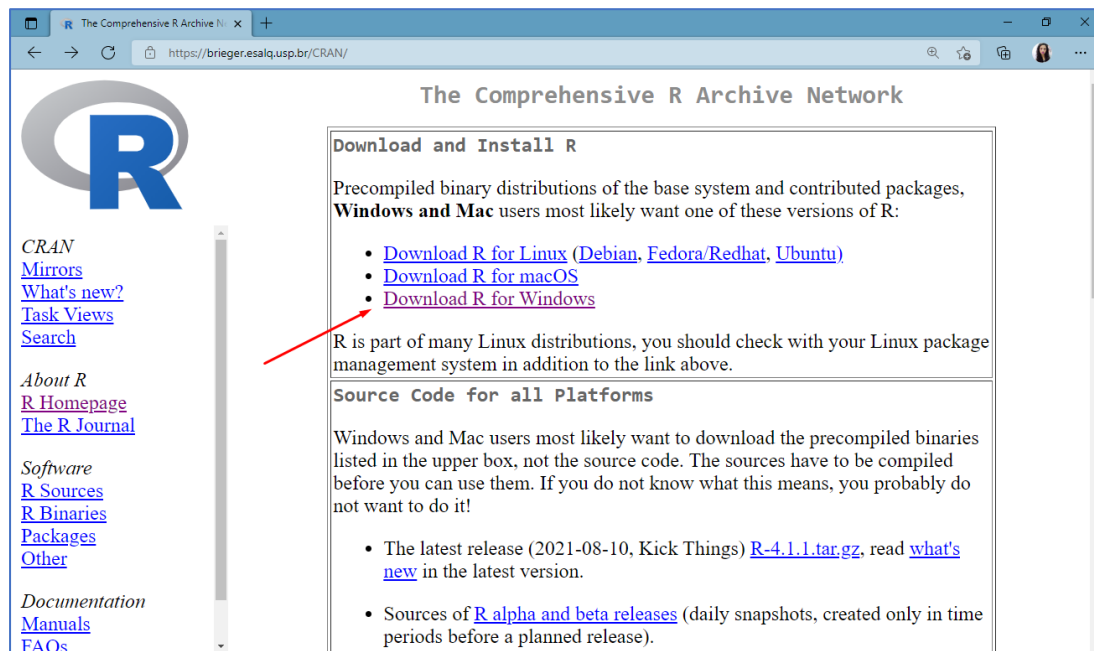 The Comprehensive R Archive N
https://brieger.esalq.usp.br/CRAN/
R
CRAN
Mirrors
What's new?
Task Views
Search
About R
R Homepage
The R Journal
Software
R Sources
R Binaries
Packages
Other
Documentation
Manuals
FAQs
The Comprehensive R Archive Network
Download and Install R
Precompiled binary distributions of the base system and contributed packages,
Windows and Mac users most likely want one of these versions of R:
• Download R for Linux (Debian, Fedora/Redhat, Ubuntu)
• Download R for macOS
• Download R for Windows
R is part of many Linux distributions, you should check with your Linux package
management system in addition to the link above.
Source Code for all Platforms
Windows and Mac users most likely want to download the precompiled binaries
listed in the upper box, not the source code. The sources have to be compiled
before you can use them. If you do not know what this means, you probably do
not want to do it!
• The latest release (2021-08-10, Kick Things) R-4.1.1.tar.gz, read what's
new in the latest version.
• Sources of R alpha and beta releases (daily snapshots, created only in time
periods before a planned release).